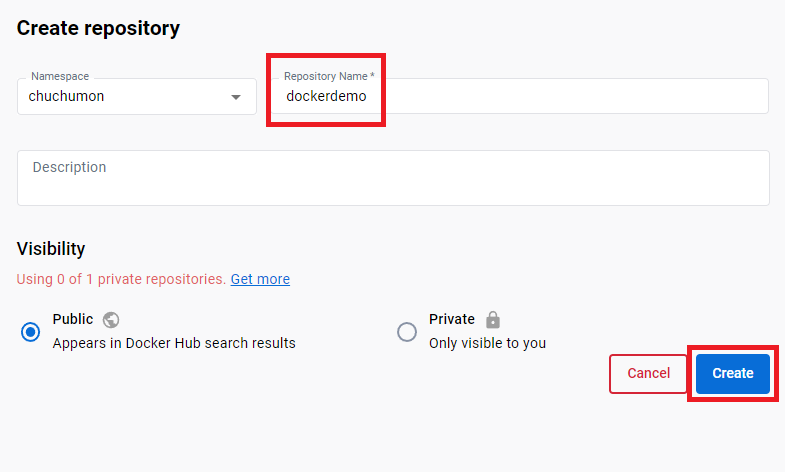 Create repository
Namespace
chuchumon
Repository Name *
dockerdemo
Description
Visibility
Using 0 of 1 private repositories. Get more
Public
Appears in Docker Hub search results
Private
Only visible to you
Cancel
Create